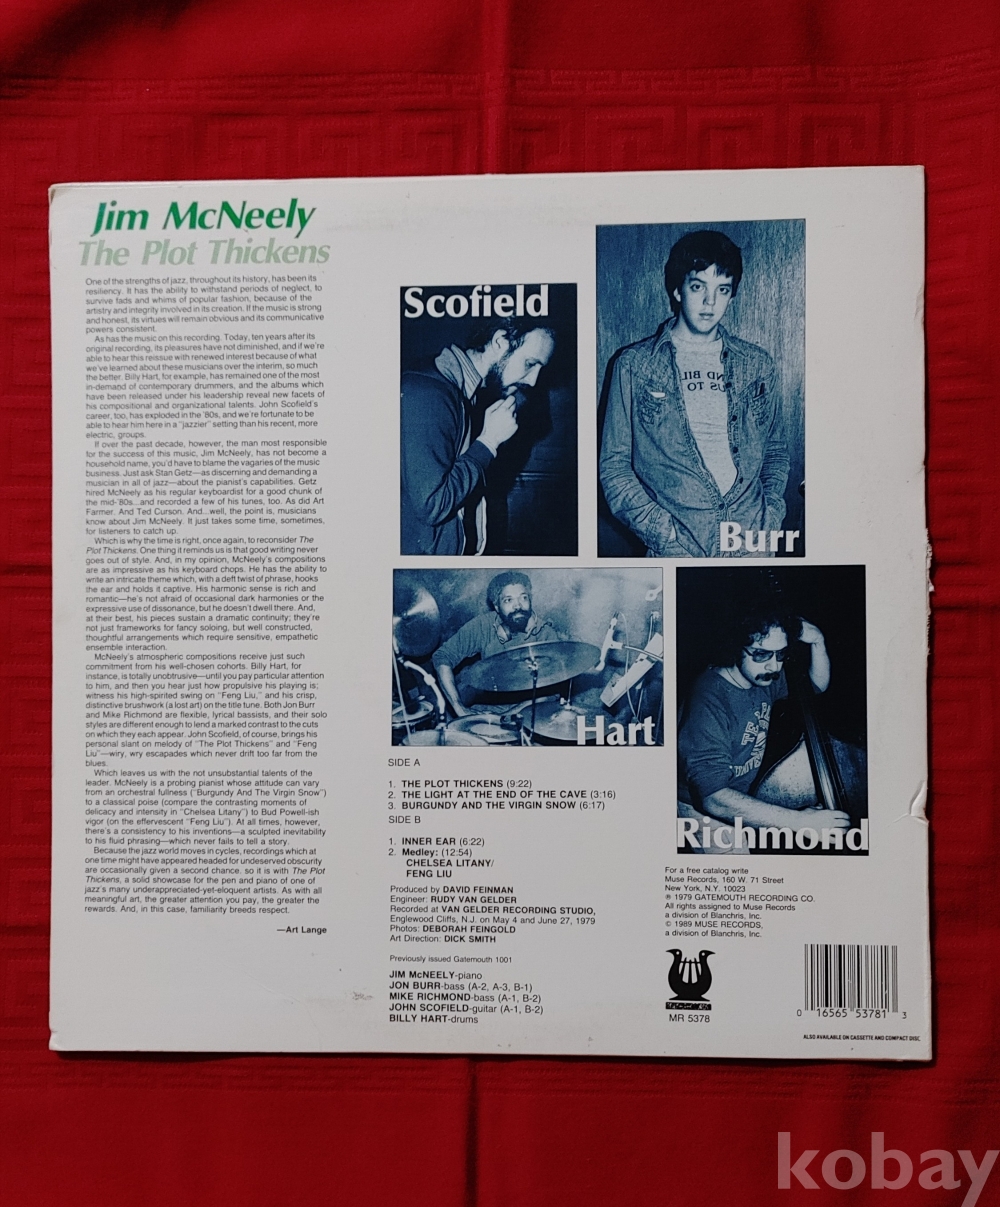 Jim McNeely
The Plot Thickens
One of the strengths of jazz, throughout its history, has been its
resiliency. It has the ability to withstand periods of neglect, to
survive fads and whims of popular fashion, because of the
artistry and integrity involved in its creation. If the music is strong
and honest, its virtues will remain obvious and its communicative
powers consistent.
As has the music on this recording. Today, ten years after its
original recording, its pleasures have not diminished, and if we're
able to hear this reissue with renewed interest because of what
we've learned about these musicians over the interim, so much
the better. Billy Hart, for example, has remained one of the most
in-demand of contemporary drummers, and the albums which
have been released under his leadership reveal new facets of
his compositional and organizational talents. John Scofield's
career, too, has exploded in the '80s, and we're fortunate to be
able to hear him here in a "jazzier" setting than his recent, more
electric, groups.
If over the past decade, however, the man most responsible
for the success of this music, Jim McNeely, has not become a
household name, you'd have to blame the vagaries of the music
business. Just ask Stan Getz—as discerning and demanding a
musician in all of jazz—about the pianist's capabilities. Getz
hired McNeely as his regular keyboardist for a good chunk of
the mid-'80s...and recorded a few of his tunes, too. As did Art
Farmer. And Ted Curson. And...well, the point is, musicians
know about Jim McNeely. It just takes some time, sometimes,
for listeners to catch up.
Which is why the time is right, once again, to reconsider The
Plot Thickens. One thing it reminds us is that good writing never
goes out of style. And, in my opinion, McNeely's compositions
are as impressive as his keyboard chops. He has the ability to
write an intricate theme which, with a deft twist of phrase, hooks
the ear and holds it captive. His harmonic sense is rich and
romantic—he's not afraid of occasional dark harmonies or the
expressive use of dissonance, but he doesn't dwell there. And,
at their best, his pieces sustain a dramatic continuity; they're
not just frameworks for fancy soloing, but well constructed,
thoughtful arrangements which require sensitive, empathetic
ensemble interaction.
McNeely's atmospheric compositions receive just such
commitment from his well-chosen cohorts. Billy Hart, for
instance, is totally unobtrusive—until you pay particular attention
to him, and then you hear just how propulsive his playing is;
witness his high-spirited swing on "Feng Liu," and his crisp,
distinctive brushwork (a lost art) on the title tune. Both Jon Burr
and Mike Richmond are flexible, lyrical bassists, and their solo
styles are different enough to lend a marked contrast to the cuts
on which they each appear. John Scofield, of course, brings his
personal slant on melody of "The Plot Thickens" and "Feng
Liu"—wiry, wry escapades which never drift too far from the
blues.
Which leaves us with the not unsubstantial talents of the
leader. McNeely is a probing pianist whose attitude can vary
from an orchestral fullness ("Burgundy And The Virgin Snow")
to a classical poise (compare the contrasting moments of
delicacy and intensity in "Chelsea Litany") to Bud Powell-ish
vigor (on the effervescent "Feng Liu"). At all times, however,
there's a consistency to his inventions—a sculpted inevitability
to his fluid phrasing—which never fails to tell a story.
Because the jazz world moves in cycles, recordings which at
one time might have appeared headed for undeserved obscurity
are occasionally given a second chance. so it is with The Plot
Thickens, a solid showcase for the pen and piano of one of
jazz's many underappreciated-yet-eloquent artists. As with all
meaningful art, the greater attention you pay, the greater the
rewards. And, in this case, familiarity breeds respect.
—Art Lange
Scofield
Burr
Hart
Richmond
SIDE A
1. THE PLOT THICKENS (9:22)
2. THE LIGHT AT THE END OF THE CAVE (3:16)
3. BURGUNDY AND THE VIRGIN SNOW (6:17)
SIDE B
1. INNER EAR (6:22)
2. Medley: (12:54)
CHELSEA LITANY/
FENG LIU
Produced by DAVID FEINMAN
Engineer: RUDY VAN GELDER
Recorded at VAN GELDER RECORDING STUDIO,
Englewood Cliffs, N.J. on May 4 and June 27, 1979
Photos: DEBORAH FEINGOLD
Art Direction: DICK SMITH
Previously issued Gatemouth 1001
JIM McNEELY-piano
JON BURR-bass (A-2, A-3, B-1)
MIKE RICHMOND-bass (A-1, B-2)
JOHN SCOFIELD-guitar (A-1, B-2)
BILLY HART-drums
For a free catalog write
Muse Records, 160 W. 71 Street
New York, N.Y. 10023
℗ 1979 GATEMOUTH RECORDING CO.
All rights assigned to Muse Records
a division of Blanchris, Inc.
© 1989 MUSE RECORDS,
a division of Blanchris, Inc.
MR 5378
0 16565 53781 3
ALSO AVAILABLE ON CASSETTE AND COMPACT DISC
kobay